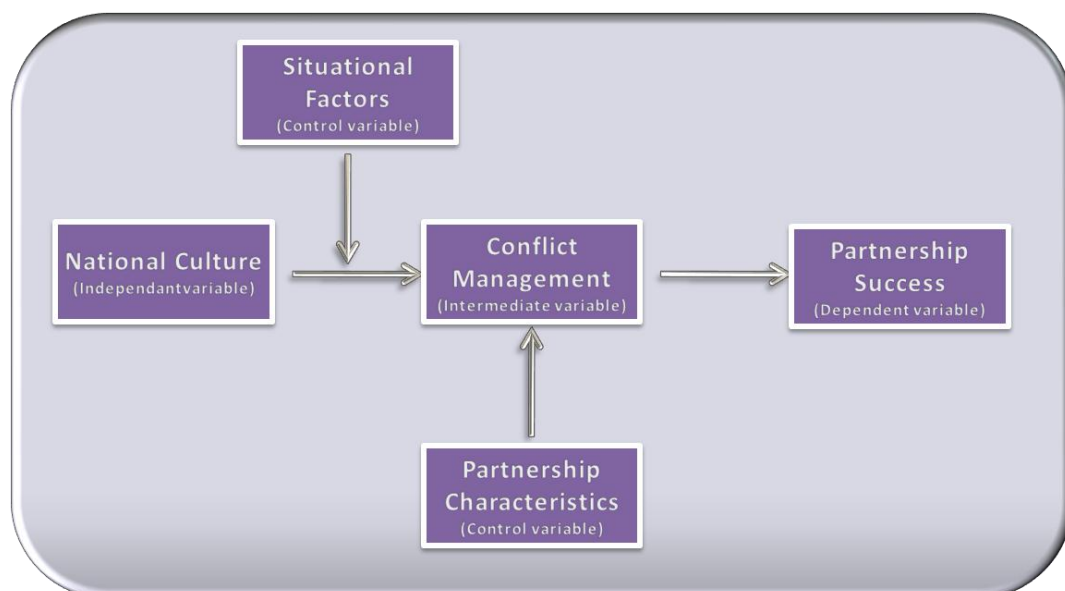 Situational
Factors
(Control variable)
National Culture
(Independantvariable)
Conflict
Management
(Intermediate variable)
Partnership
Success
(Dependent variable)
Partnership
Characteristics
(Control variable)